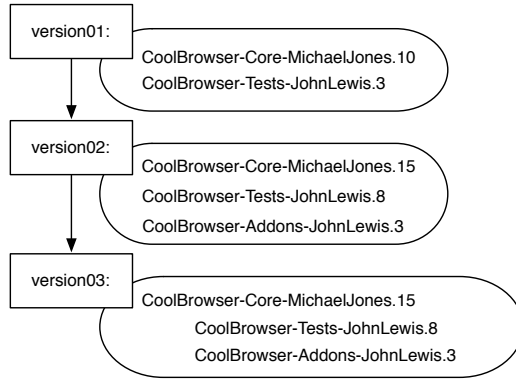 version01:
CoolBrowser-Core-MichaelJones.10
CoolBrowser-Tests-JohnLewis.3
version02:
CoolBrowser-Core-MichaelJones.15
CoolBrowser-Tests-JohnLewis.8
CoolBrowser-Addons-JohnLewis.3
version03:
CoolBrowser-Core-MichaelJones.15
CoolBrowser-Tests-JohnLewis.8
CoolBrowser-Addons-JohnLewis.3